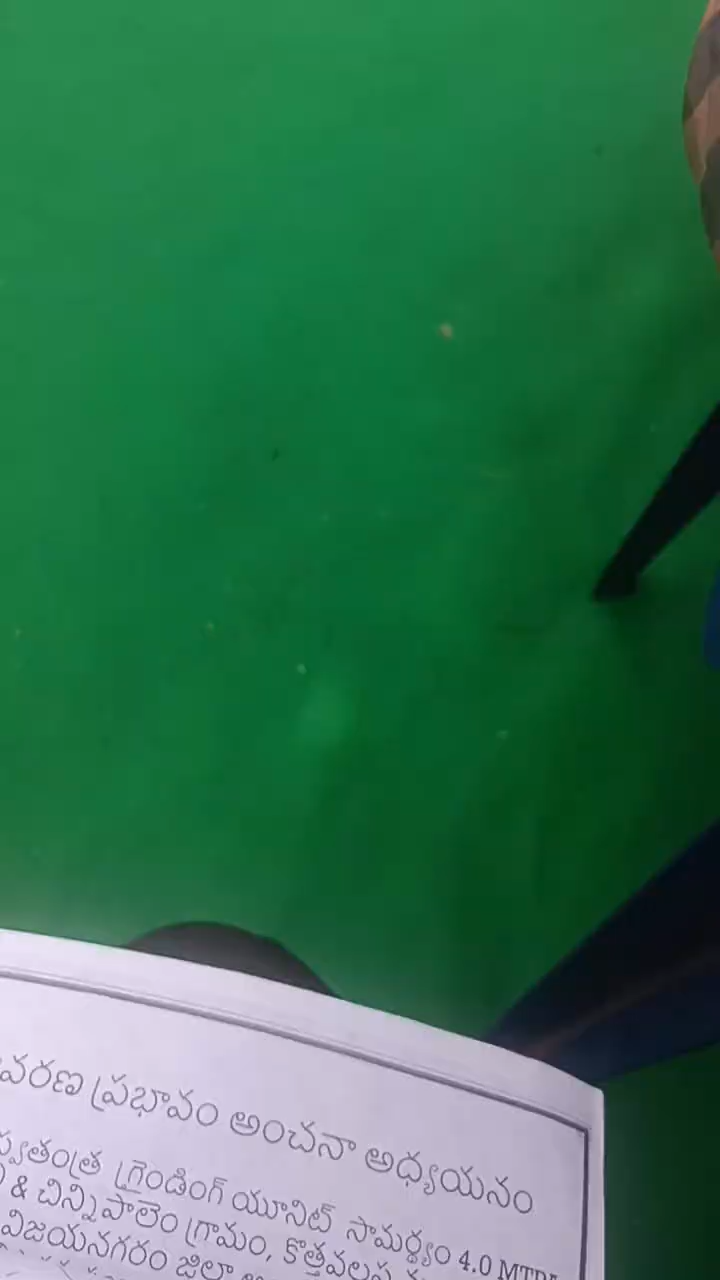 వరణ ప్రభావం అంచనా అధ్యయనం
స్వతంత్ర గ్రైండింగ్ యూనిట్ సామర్థ్యం 4.0
& చిన్నిపాలెం గ్రామం, కొత్తవలస
విజయనగరం జిల్లా